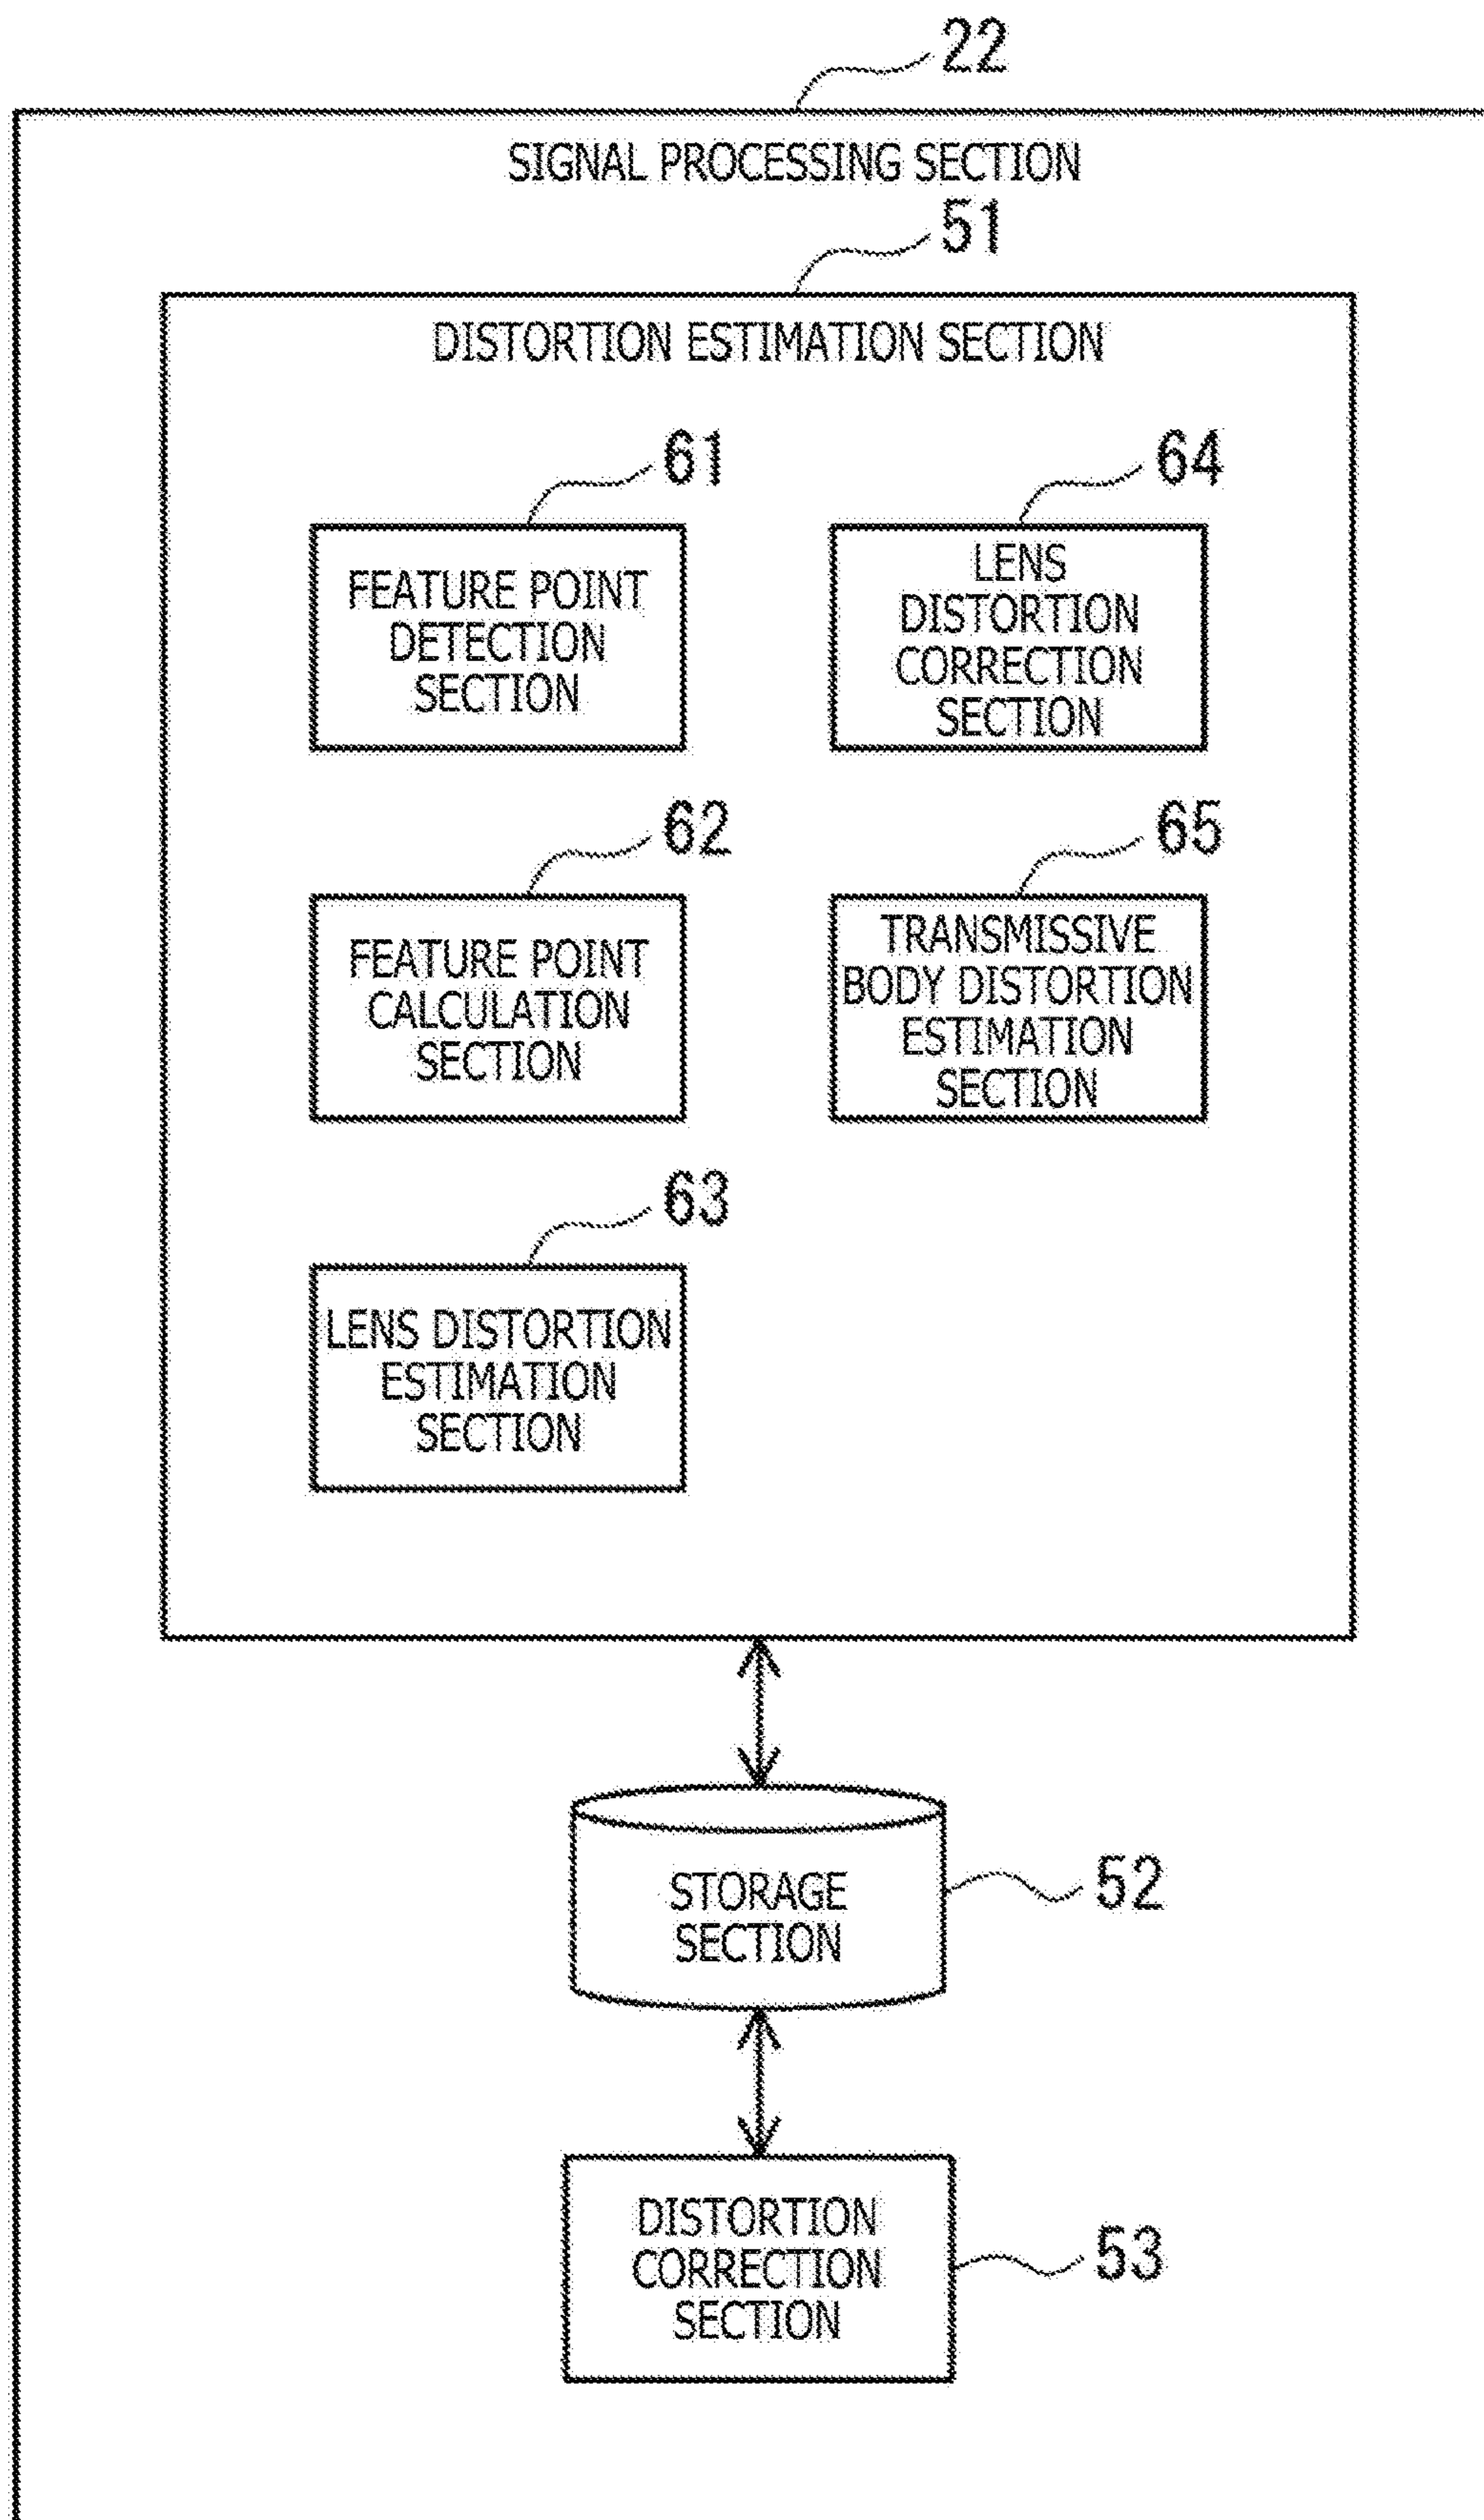 22
SIGNAL PROCESSING SECTION
51
DISTORTION ESTIMATION SECTION
61
FEATURE POINT
DETECTION
SECTION
64
LENS
DISTORTION
CORRECTION
SECTION
62
FEATURE POINT
CALCULATION
SECTION
65
TRANSMISSIVE
BODY DISTORTION
ESTIMATION
SECTION
63
LENS DISTORTION
ESTIMATION
SECTION
STORAGE
SECTION
52
DISTORTION
CORRECTION
SECTION
53